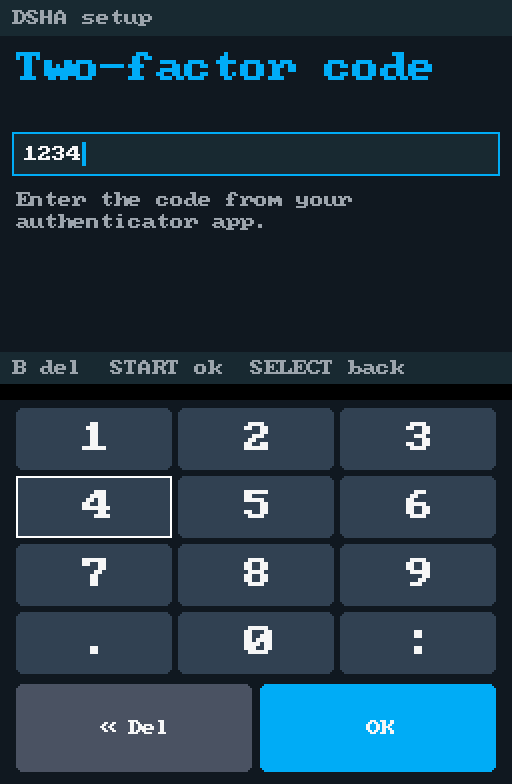 DSHA setup
Two-factor code
1234
Enter the code from your
authenticator app.
B del  START ok  SELECT back
1 2 3
4 5 6
7 8 9
. 0 :
« Del OK